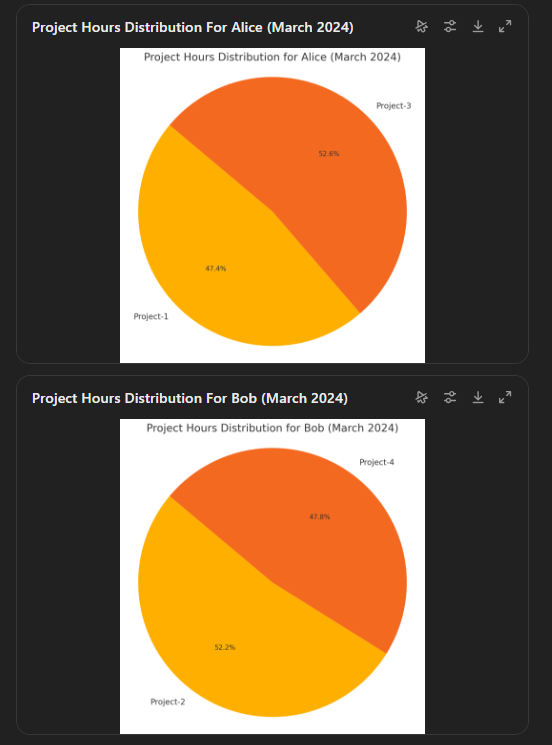 Project Hours Distribution For Alice (March 2024)
Project Hours Distribution for Alice (March 2024)
Project-3
52.6%
47.4%
Project-1
Project Hours Distribution For Bob (March 2024)
Project Hours Distribution for Bob (March 2024)
Project-4
47.8%
52.2%
Project-2